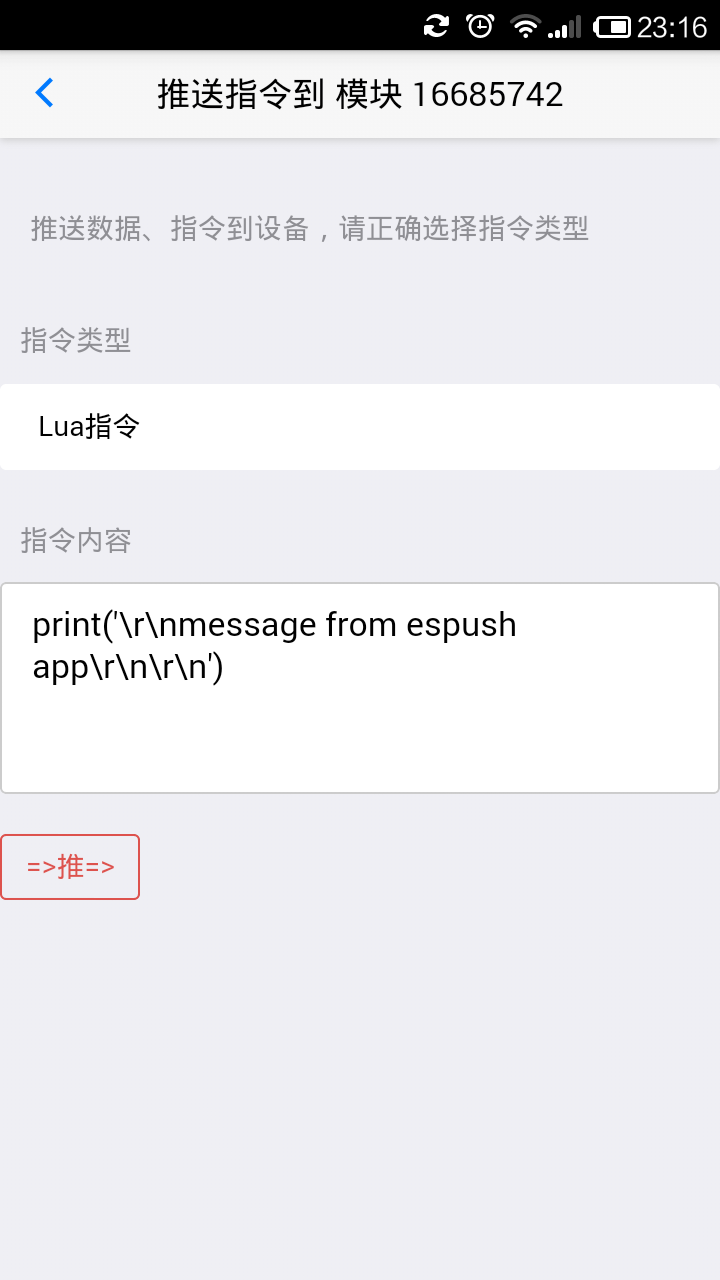 23:16
推送指令到 模块 16685742
推送数据、指令到设备，请正确选择指令类型
指令类型
Lua指令
指令内容
print('\r\nmessage from espush
app\r\n\r\n')
=>推=>